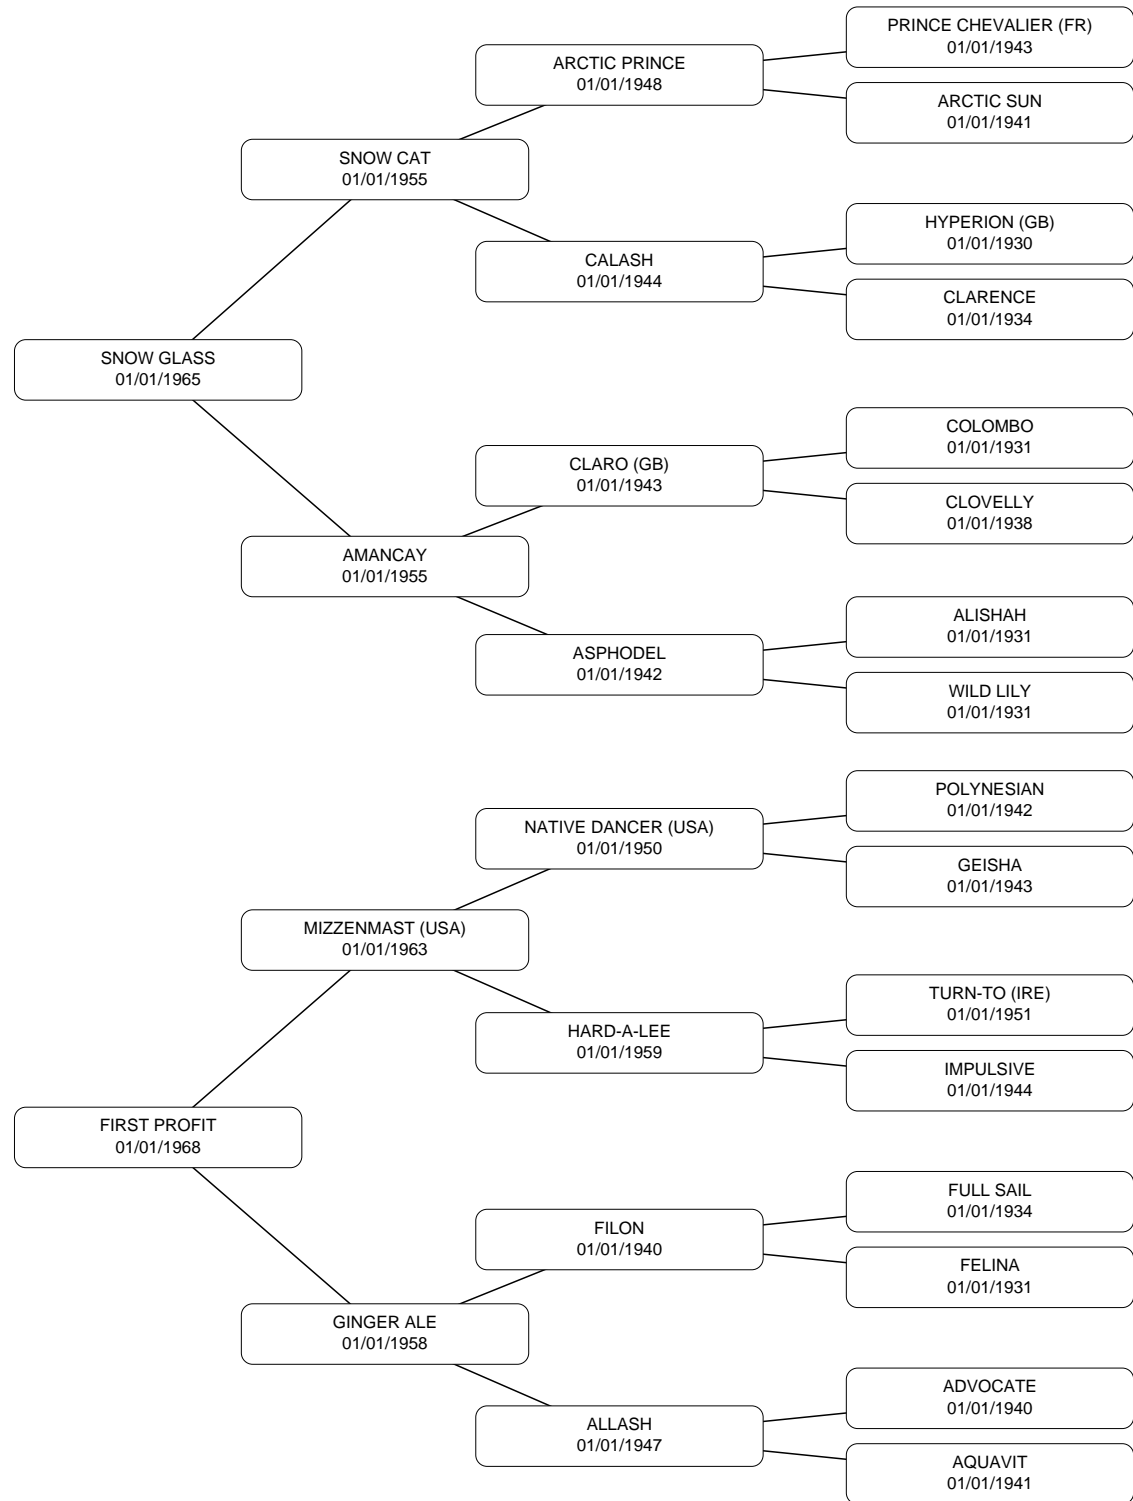 PRINCE CHEVALIER (FR)
01/01/1943
ARCTIC PRINCE
01/01/1948
ARCTIC SUN
01/01/1941
SNOW CAT
01/01/1955
HYPERION (GB)
01/01/1930
CALASH
01/01/1944
CLARENCE
01/01/1934
SNOW GLASS
01/01/1965
COLOMBO
01/01/1931
CLARO (GB)
01/01/1943
CLOVELLY
01/01/1938
AMANCAY
01/01/1955
ALISHAH
01/01/1931
ASPHODEL
01/01/1942
WILD LILY
01/01/1931
POLYNESIAN
01/01/1942
NATIVE DANCER (USA)
01/01/1950
GEISHA
01/01/1943
MIZZENMAST (USA)
01/01/1963
TURN-TO (IRE)
01/01/1951
HARD-A-LEE
01/01/1959
IMPULSIVE
01/01/1944
FIRST PROFIT
01/01/1968
FULL SAIL
01/01/1934
FILON
01/01/1940
FELINA
01/01/1931
GINGER ALE
01/01/1958
ADVOCATE
01/01/1940
ALLASH
01/01/1947
AQUAVIT
01/01/1941